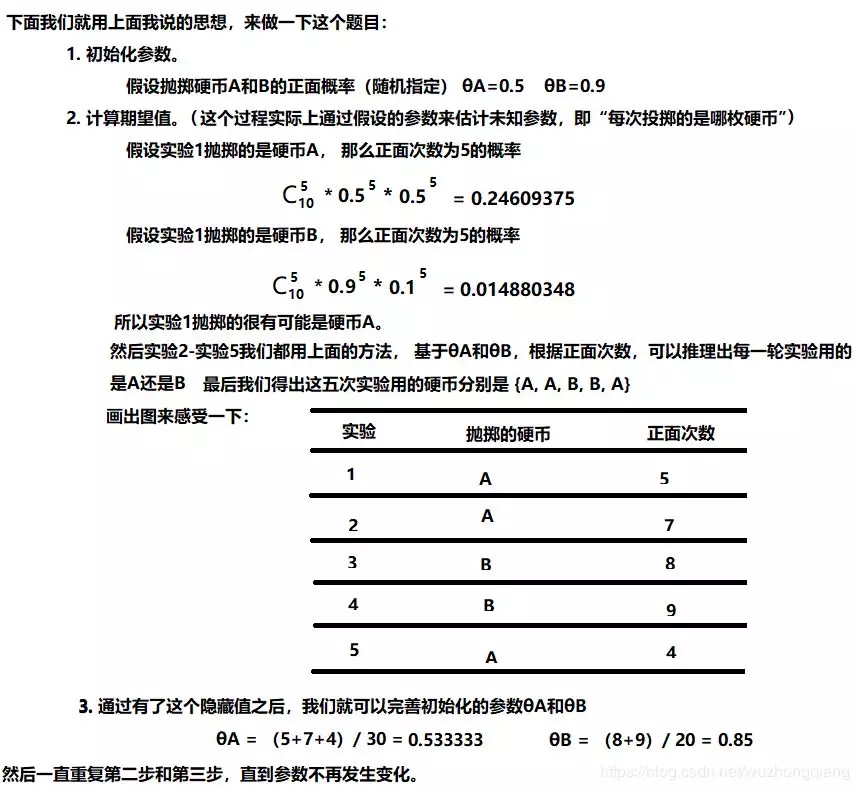 下面我们就用上面我说的思想，来做一下这个题目：
1. 初始化参数。
假设抛掷硬币A和B的正面概率（随机指定） θA=0.5 θB=0.9
2. 计算期望值。（这个过程实际上通过假设的参数来估计未知参数，即“每次投掷的是哪枚硬币”）
假设实验1抛掷的是硬币A， 那么正面次数为5的概率
C₁₀⁵ * 0.5⁵ * 0.5⁵ = 0.24609375
假设实验1抛掷的是硬币B， 那么正面次数为5的概率
C₁₀⁵ * 0.9⁵ * 0.1⁵ = 0.014880348
所以实验1抛掷的很有可能是硬币A。
然后实验2-实验5我们都用上面的方法， 基于θA和θB，根据正面次数，可以推理出每一轮实验用的
是A还是B 最后我们得出这五次实验用的硬币分别是 {A, A, B, B, A}
画出图来感受一下：
实验 抛掷的硬币 正面次数
1 A 5
2 A 7
3 B 8
4 B 9
5 A 4
3. 通过有了这个隐藏值之后，我们就可以完善初始化的参数θA和θB
θA = （5+7+4）/ 30 = 0.533333 θB = （8+9）/ 20 = 0.85
然后一直重复第二步和第三步，直到参数不再发生变化。
https://blog.csdn.net/wuzhongqiang